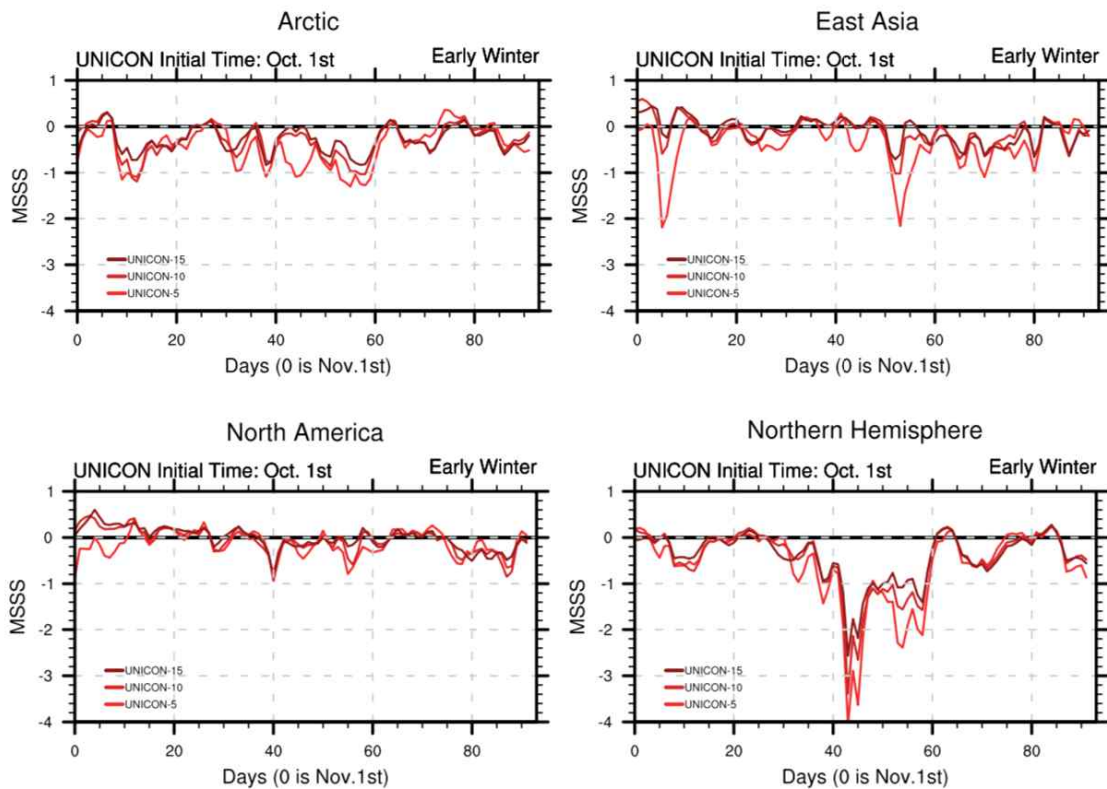 Arctic
UNICON Initial Time: Oct. 1st Early Winter
1
0
-1
-2
-3
-4
MSSS
UNICON-15
UNICON-10
UNICON-5
0 20 40 60 80
Days (0 is Nov.1st)
East Asia
UNICON Initial Time: Oct. 1st Early Winter
1
0
-1
-2
-3
-4
MSSS
UNICON-15
UNICON-10
UNICON-5
0 20 40 60 80
Days (0 is Nov.1st)
North America
UNICON Initial Time: Oct. 1st Early Winter
1
0
-1
-2
-3
-4
MSSS
UNICON-15
UNICON-10
UNICON-5
0 20 40 60 80
Days (0 is Nov.1st)
Northern Hemisphere
UNICON Initial Time: Oct. 1st Early Winter
1
0
-1
-2
-3
-4
MSSS
UNICON-15
UNICON-10
UNICON-5
0 20 40 60 80
Days (0 is Nov.1st)